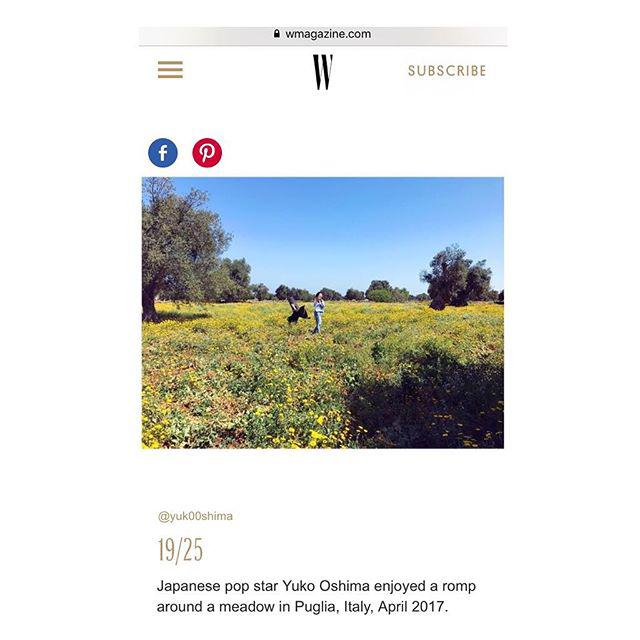 wmagazine.com
W
SUBSCRIBE
@yuk00shima
19/25
Japanese pop star Yuko Oshima enjoyed a romp
around a meadow in Puglia, Italy, April 2017.